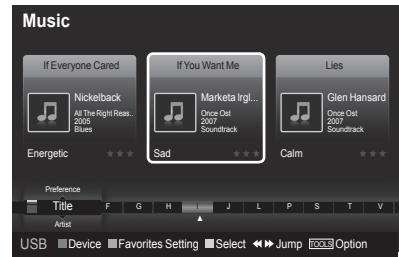 Music
If Everyone Cared
Nickelback
All The Right Reas..
2005
Blues
Energetic ★★★
If You Want Me
Marketa Irgl...
Once Ost
2007
Soundtrack
Sad ★★★
Lies
Glen Hansard
Once Ost
2007
Soundtrack
Calm ★★★
Preference
Title F G H I J L P S T V
Artist
USB Device Favorites Setting Select ◀◀ ▶▶ Jump TOOLS Option